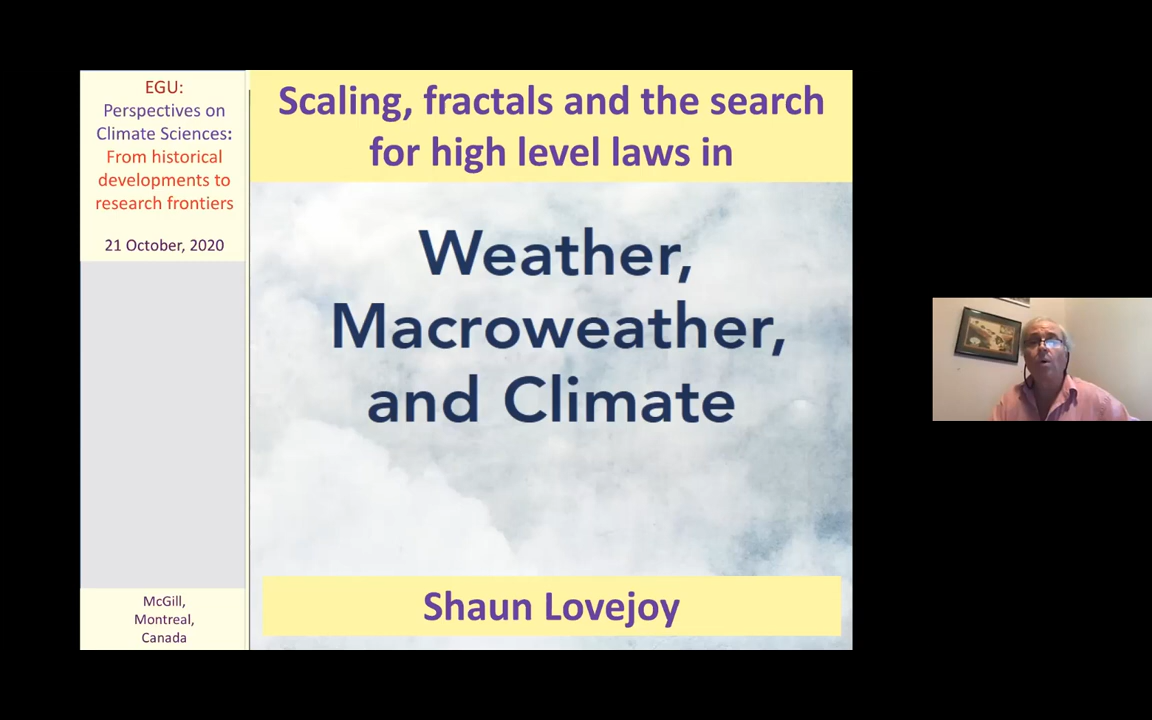 EGU:
Perspectives on
Climate Sciences:
From historical
developments to
research frontiers
21 October, 2020
McGill,
Montreal,
Canada
Scaling, fractals and the search
for high level laws in
Weather,
Macroweather,
and Climate
Shaun Lovejoy